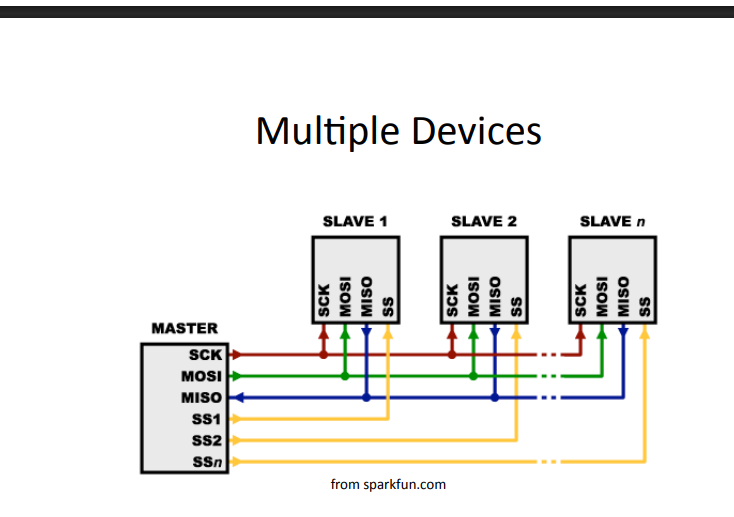 Multiple Devices
SLAVE 1
SLAVE 2
SLAVE n
SCK
MOSI
MISO
SS
SCK
MOSI
MISO
SS
SCK
MOSI
MISO
SS
MASTER
SCK
MOSI
MISO
SS1
SS2
SSn
from sparkfun.com